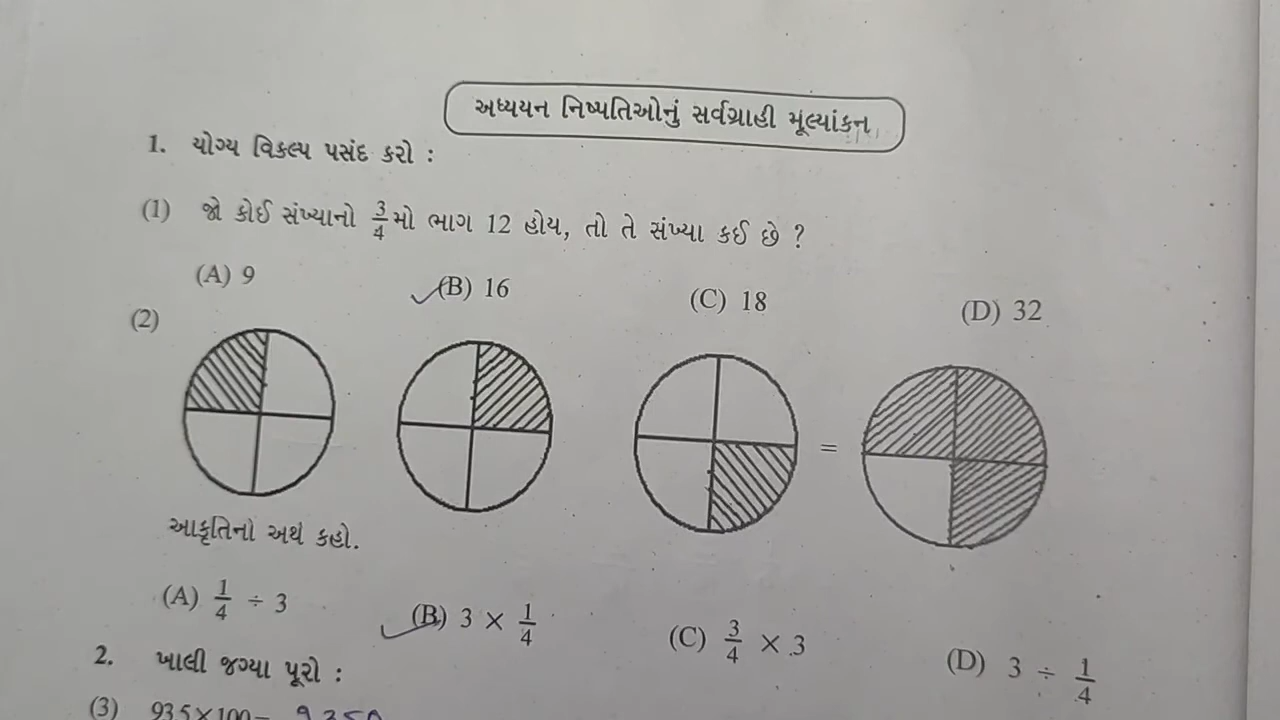 અધ્યયન નિષ્પતિઓનું સર્વગ્રાહી મૂલ્યાંકન
1. યોગ્ય વિકલ્પ પસંદ કરો :
(1) જો કોઈ સંખ્યાનો 3/4 મો ભાગ 12 હોય, તો તે સંખ્યા કઈ છે ?
(A) 9 (B) 16 (C) 18 (D) 32
(2)
=
આકૃતિનો અર્થ કહો.
(A) 1/4 ÷ 3 (B) 3 × 1/4 (C) 3/4 × 3 (D) 3 ÷ 1/4
2. ખાલી જગ્યા પૂરો :
(3)